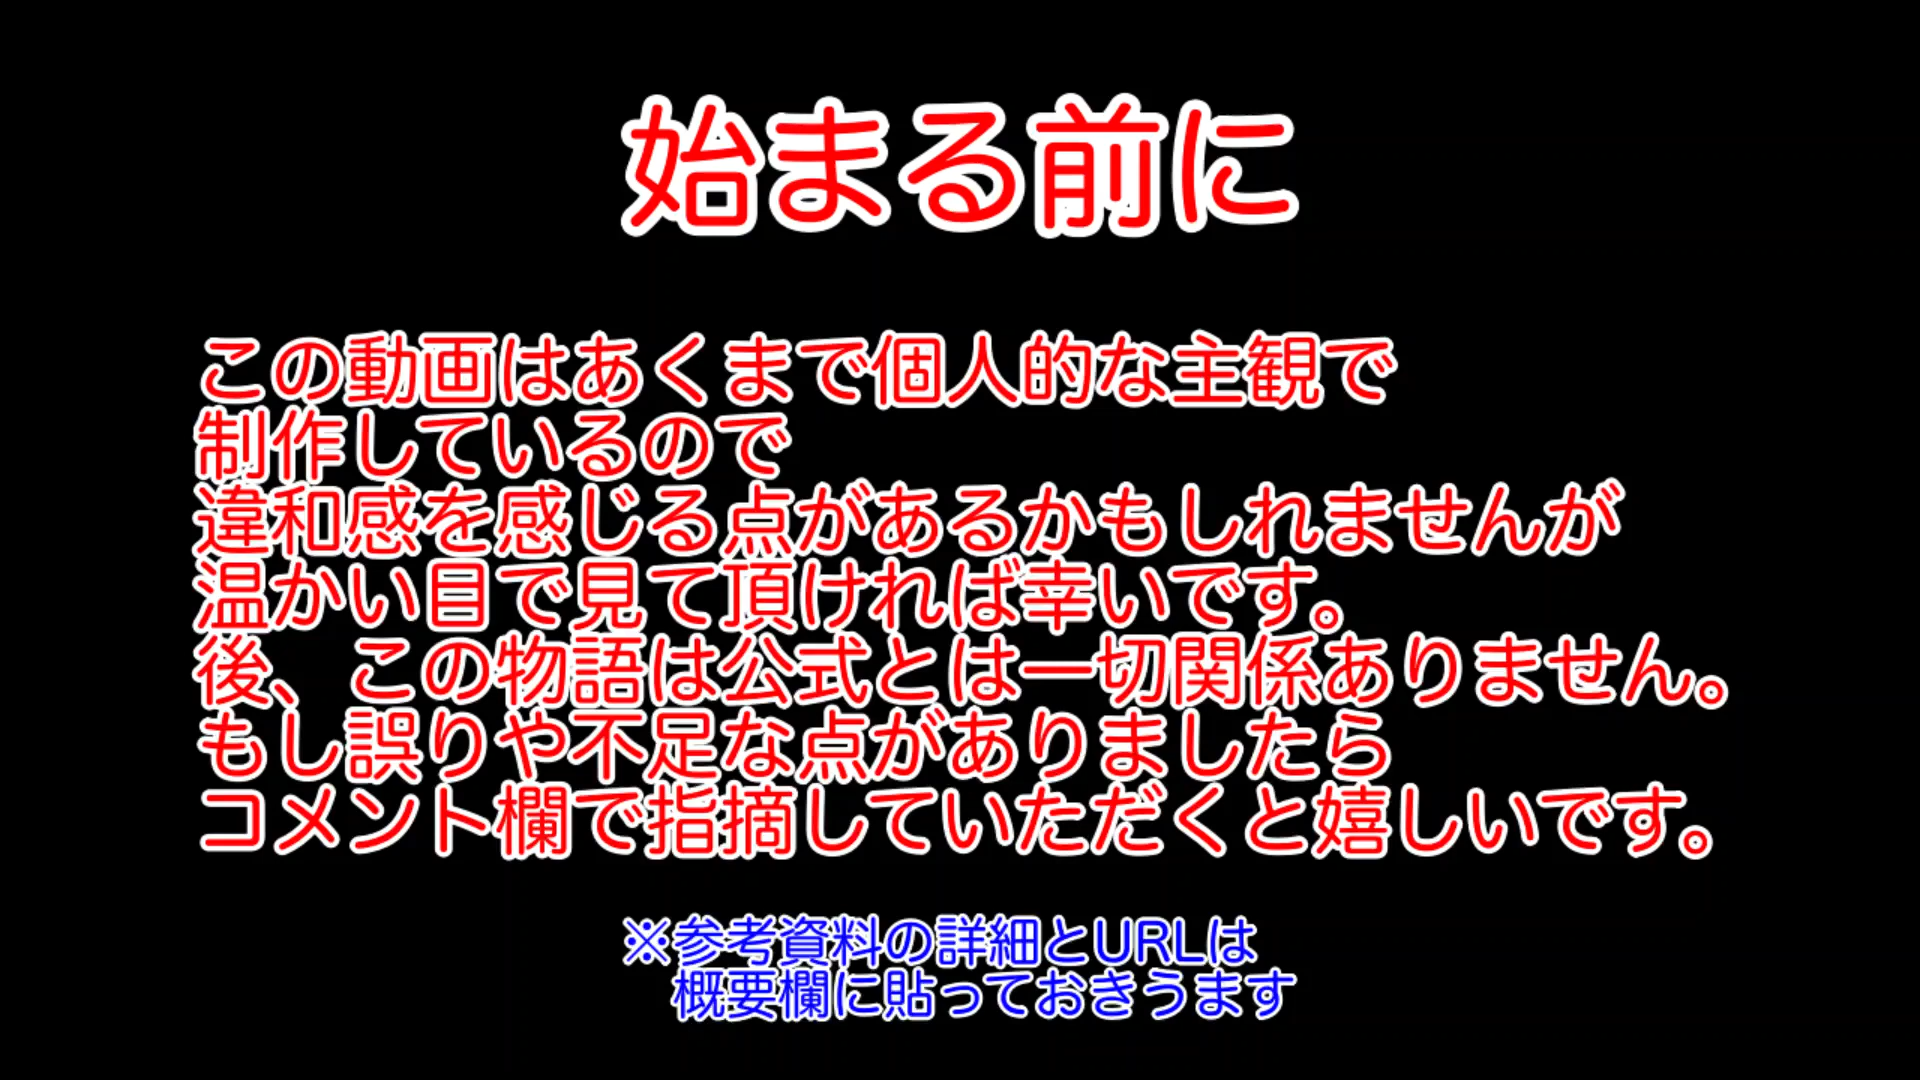 始まる前に
この動画はあくまで個人的な主観で
制作しているので
違和感を感じる点があるかもしれませんが
温かい目で見て頂ければ幸いです。
後、この物語は公式とは一切関係ありません。
もし誤りや不足な点がありましたら
コメント欄で指摘していただくと嬉しいです。
※参考資料の詳細とURLは
概要欄に貼っておきうます